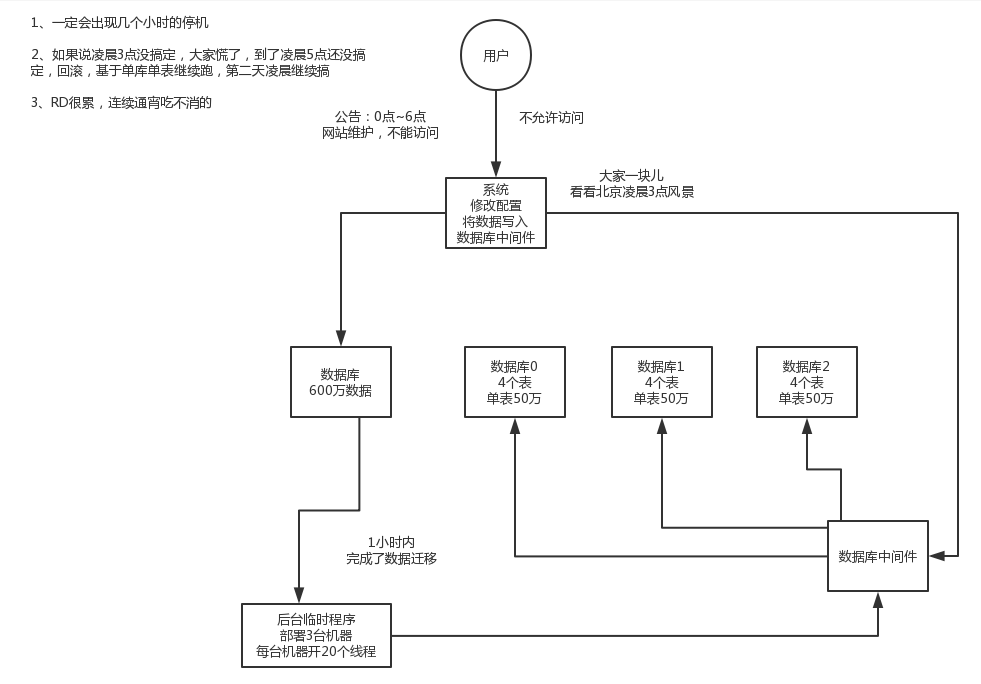 1、一定会出现几个小时的停机
2、如果说凌晨3点没搞定，大家慌了，到了凌晨5点还没搞
定，回滚，基于单库单表继续跑，第二天凌晨继续搞
3、RD很累，连续通宵吃不消的
用户
公告：0点~6点
网站维护，不能访问
不允许访问
大家一块儿
看看北京凌晨3点风景
系统
修改配置
将数据写入
数据库中间件
数据库
600万数据
数据库0
4个表
单表50万
数据库1
4个表
单表50万
数据库2
4个表
单表50万
1小时内
完成了数据迁移
数据库中间件
后台临时程序
部署3台机器
每台机器开20个线程